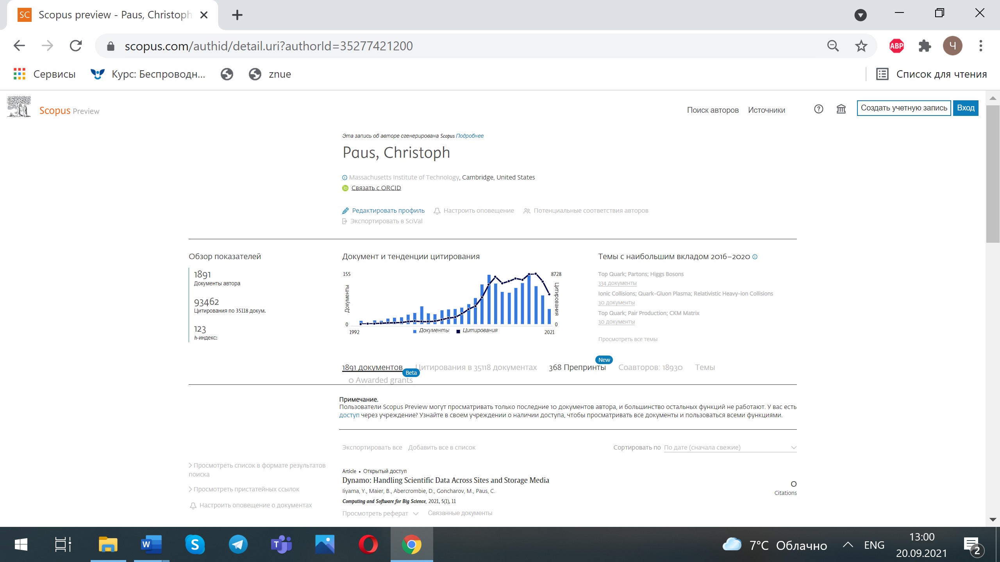 SC Scopus preview - Paus, Christoph
scopus.com/authid/detail.uri?authorId=35277421200
ABP
Ч
Сервисы
Курс: Беспроводн...
znue
Список для чтения
Scopus Preview
Поиск авторов
Источники
Создать учетную запись
Вход
Эта запись об авторе сгенерирована Scopus Подробнее
Paus, Christoph
Massachusetts Institute of Technology, Cambridge, United States
iD Связать с ORCID
Редактировать профиль
Настроить оповещение
Потенциальные соответствия авторов
Экспортировать в SciVal
Обзор показателей
1891
Документы автора
93462
Цитирования по 35118 докум.
123
h-индекс:
Документ и тенденции цитирования
155
8728
Документы
Цитирования
0
0
1992
2021
Документы
Цитирования
Темы с наибольшим вкладом 2016–2020
Top Quark; Partons; Higgs Bosons
334 документы
Ionic Collisions; Quark-Gluon Plasma; Relativistic Heavy-ion Collisions
30 документы
Top Quark; Pair Production; CKM Matrix
30 документы
Просмотреть все темы
New
1891 документов
Цитирования в 35118 документах
368 Препринты
Соавторов: 18930
Темы
Beta
0 Awarded grants
Примечание.
Пользователи Scopus Preview могут просматривать только последние 10 документов автора, и большинство остальных функций не работают. У вас есть
доступ через учреждение? Узнайте в своем учреждении о наличии доступа, чтобы просматривать все документы и пользоваться всеми функциями.
Экспортировать все
Добавить все в список
Сортировать по По дате (сначала свежие)
Просмотреть список в формате результатов
поиска
Просмотреть пристатейных ссылок
Настроить оповещение о документах
Article • Открытый доступ
Dynamo: Handling Scientific Data Across Sites and Storage Media
Iiyama, Y., Maier, B., Abercrombie, D., Goncharov, M., Paus, C.
Computing and Software for Big Science, 2021, 5(1), 11
Просмотреть реферат
Связанные документы
0
Citations
W
S
T
7°C Облачно
ENG
13:00
20.09.2021
2